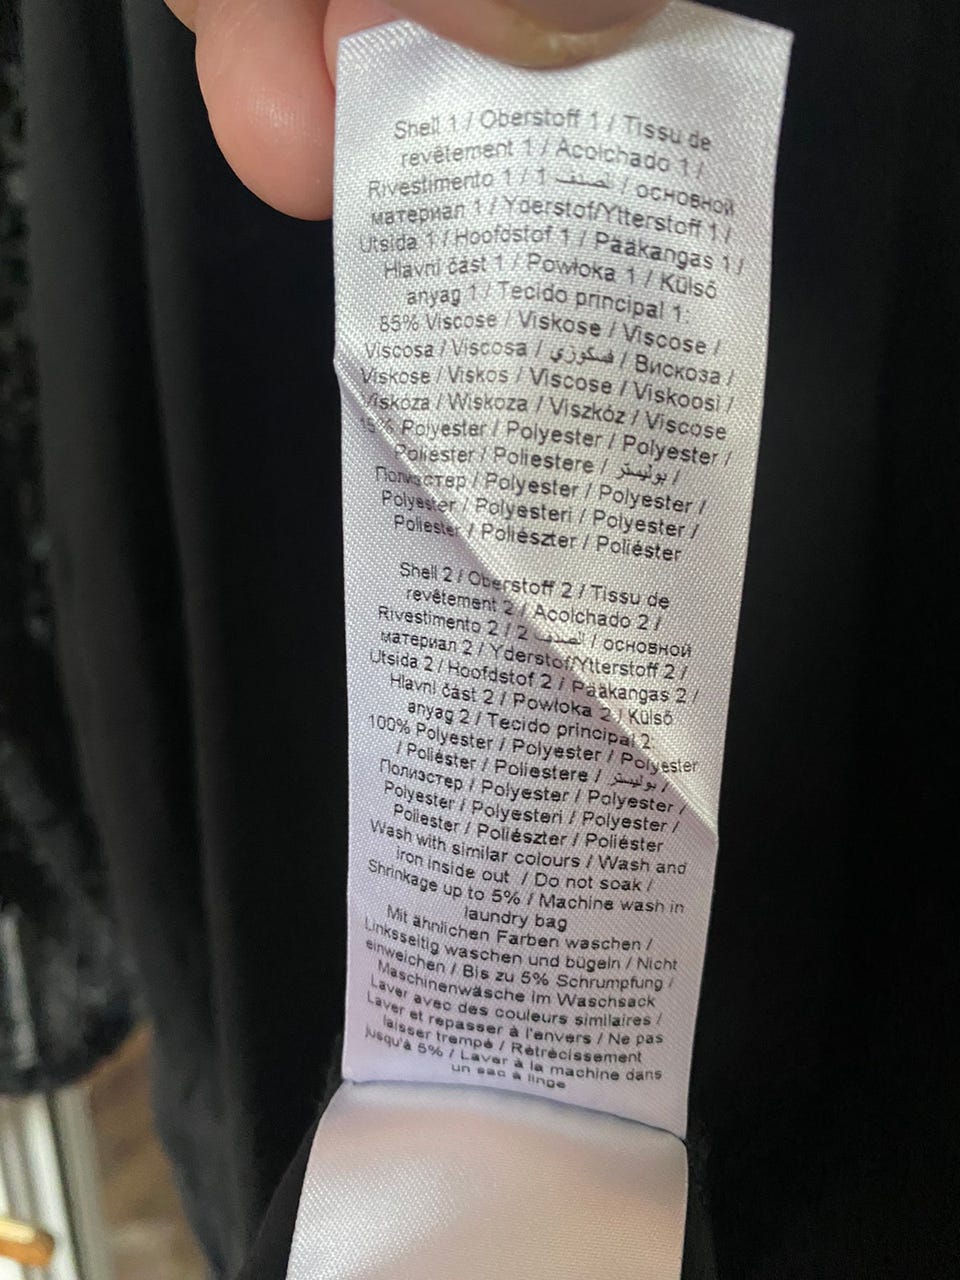 Shell 1 / Oberstoff 1 / Tissu de
revêtement 1 / Acolchado 1 /
Rivestimento 1 / 1 الصنف / основной
материал 1 / Yderstof/Ytterstoff 1 /
Utsida 1 / Hoofdstof 1 / Pääkangas 1 /
Hlavní část 1 / Powłoka 1 / Külső
anyag 1 / Tecido principal 1:
85% Viscose / Viskose / Viscose /
Viscosa / Viscosa / فسكوزي / Вискоза /
Viskose / Viskos / Viscose / Viskoosi /
Viskóza / Wiskoza / Viszkóz / Viscose
15% Polyester / Polyester / Polyester /
Poliéster / Poliestere / بوليستر /
Полиэстер / Polyester / Polyester /
Polyester / Polyesteri / Polyester /
Poliester / Poliészter / Poliéster
Shell 2 / Oberstoff 2 / Tissu de
revêtement 2 / Acolchado 2 /
Rivestimento 2 / 2 الصدف / основной
материал 2 / Yderstof/Ytterstoff 2 /
Utsida 2 / Hoofdstof 2 / Pääkangas 2 /
Hlavní část 2 / Powłoka 2 / Külső
anyag 2 / Tecido principal 2:
100% Polyester / Polyester / Polyester
/ Poliéster / Poliestere / بوليستر /
Полиэстер / Polyester / Polyester /
Polyester / Polyesteri / Polyester /
Poliester / Poliészter / Poliéster
Wash with similar colours / Wash and
Iron inside out / Do not soak /
Shrinkage up to 5% / Machine wash in
laundry bag
Mit ähnlichen Farben waschen /
Linksseitig waschen und bügeln / Nicht
einweichen / Bis zu 5% Schrumpfung /
Maschinenwäsche im Waschsack
Laver avec des couleurs similaires /
Laver et repasser à l'envers / Ne pas
laisser trempé / Rétrécissement
jusqu'à 5% / Laver à la machine dans
un sac à linge